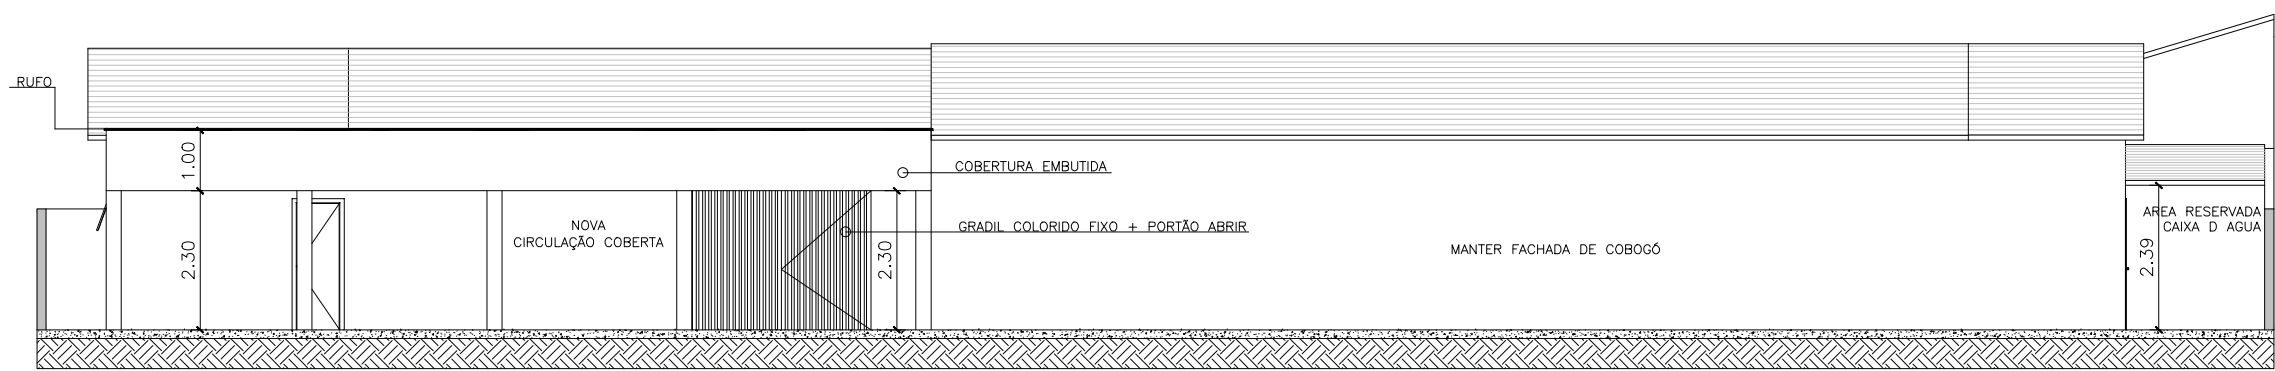 RUFO
1.00
COBERTURA EMBUTIDA
NOVA
CIRCULAÇÃO COBERTA
GRADIL COLORIDO FIXO + PORTÃO ABRIR
2.30
2.30
MANTER FACHADA DE COBOGÓ
AREA RESERVADA
CAIXA D AGUA
2.39